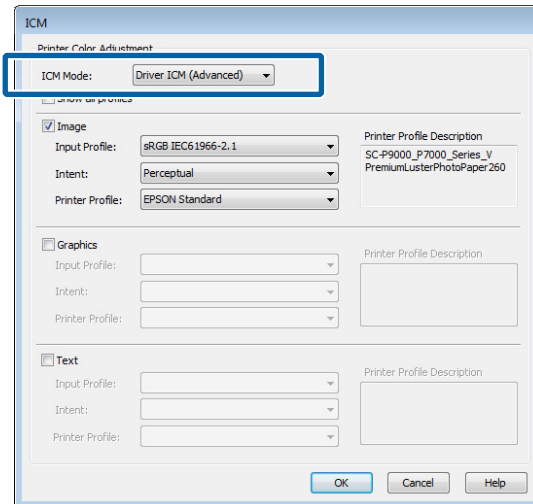 ICM
Printer Color Adjustment
ICM Mode: Driver ICM (Advanced)
Show all profiles
Image
Input Profile: sRGB IEC61966-2.1
Intent: Perceptual
Printer Profile: EPSON Standard
Printer Profile Description
SC-P9000_P7000_Series_V
PremiumLusterPhotoPaper260
Graphics
Input Profile:
Intent:
Printer Profile:
Printer Profile Description
Text
Input Profile:
Intent:
Printer Profile:
Printer Profile Description
OK Cancel Help